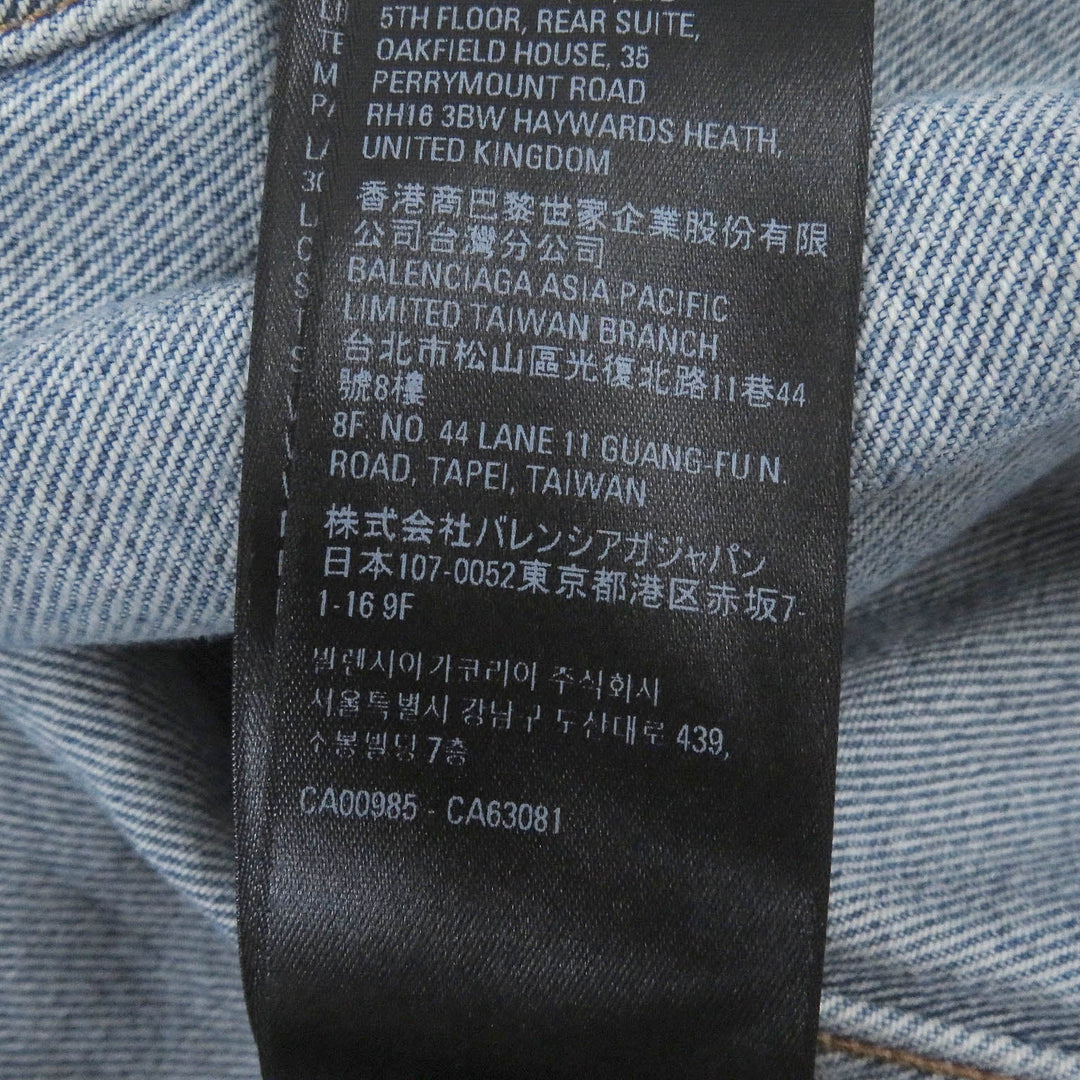 5TH FLOOR, REAR SUITE,
OAKFIELD HOUSE, 35
PERRYMOUNT ROAD
RH16 3BW HAYWARDS HEATH,
UNITED KINGDOM
香港商巴黎世家企業股份有限
公司台灣分公司
BALENCIAGA ASIA PACIFIC
LIMITED TAIWAN BRANCH
台北市松山區光復北路11巷44
號8樓
8F. NO. 44 LANE 11 GUANG-FU N.
ROAD, TAPEI, TAIWAN
株式会社バレンシアガジャパン
日本107-0052東京都港区赤坂7-
1-16 9F
발렌시아가코리아 주식회사
서울특별시 강남구 도산대로 439,
소봉빌딩 7층
CA00985 - CA63081